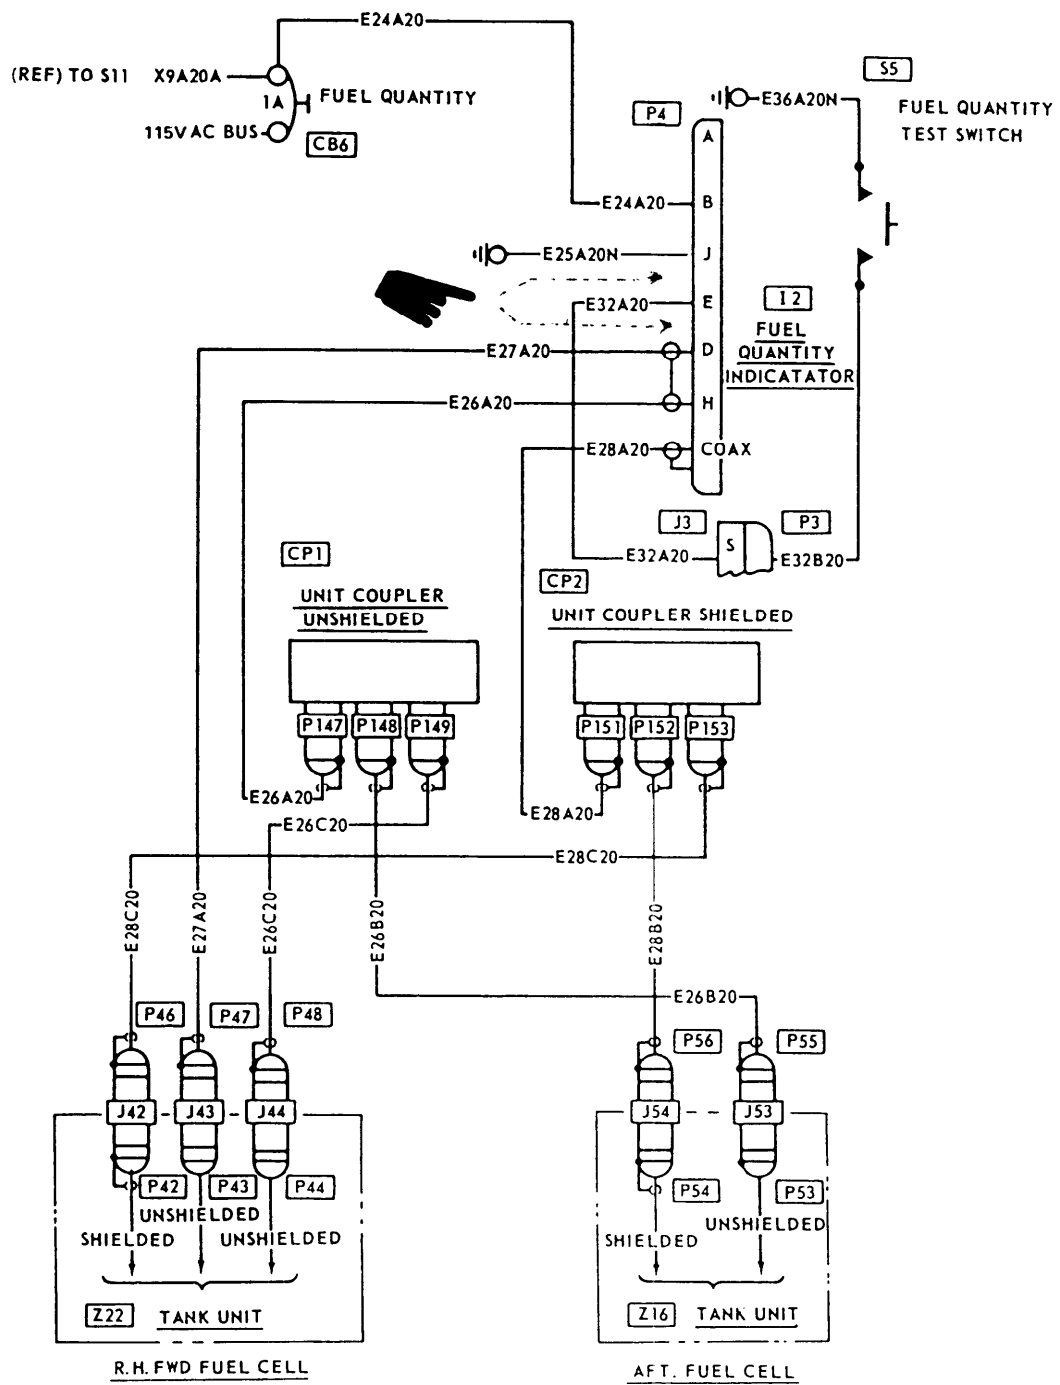 E24A20
(REF) TO S11 X9A20A
1A
FUEL QUANTITY
115V AC BUS
CB6
S5
FUEL QUANTITY
TEST SWITCH
E36A20N
P4
A
E24A20 B
E25A20N J
E32A20 E
I 2
FUEL
QUANTITY
INDICATATOR
E27A20 D
E26A20 H
E28A20 COAX
J3
P3
E32A20
S
E32B20
CP1
UNIT COUPLER
UNSHIELDED
CP2
UNIT COUPLER SHIELDED
P147 P148 P149
P151 P152 P153
E26A20
E26C20
E28A20
E28C20
E28C20
E27A20
E26C20
E26B20
E28B20
E26B20
P46 P47 P48
P56 P55
J42 J43 J44
J54 J53
P42 P43 P44
P54 P53
UNSHIELDED
SHIELDED
UNSHIELDED
UNSHIELDED
SHIELDED
Z22 TANK UNIT
Z16 TANK UNIT
R.H. FWD FUEL CELL
AFT. FUEL CELL